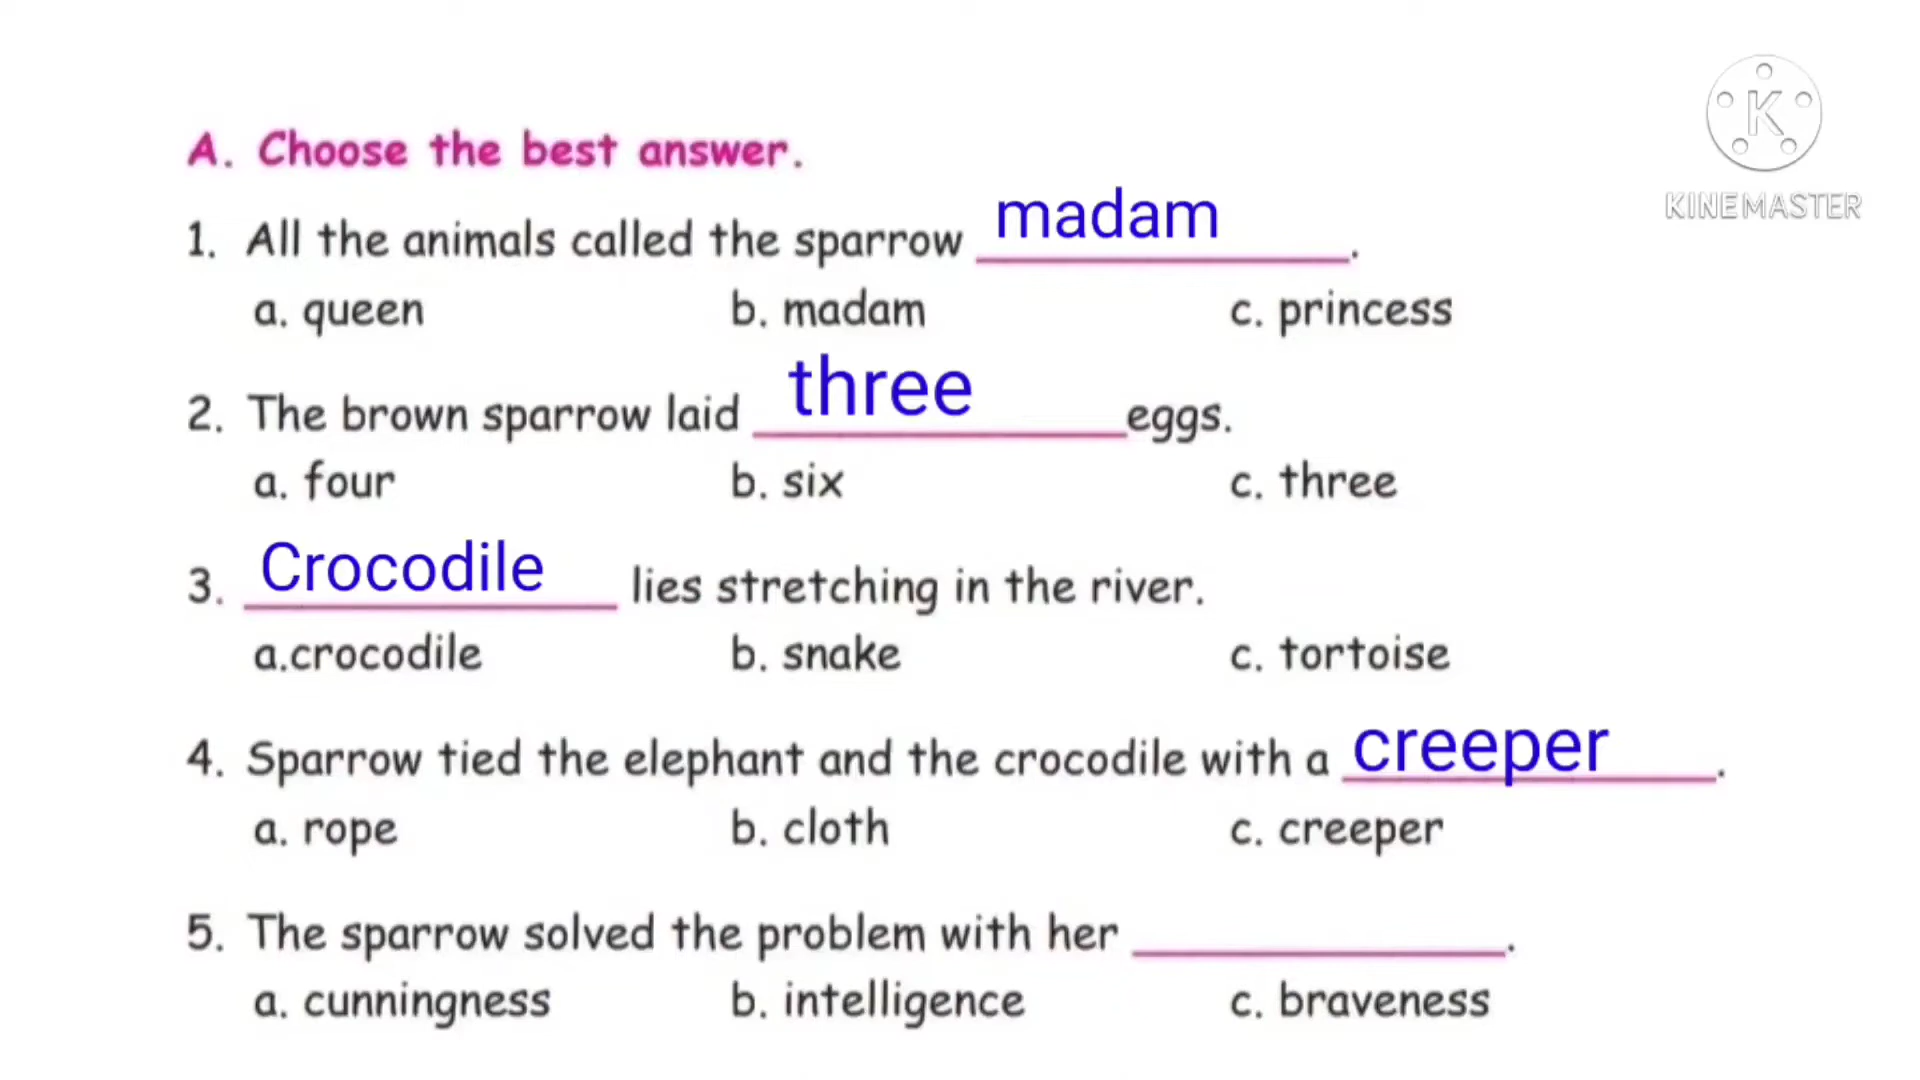 A. Choose the best answer.
KINEMASTER
1. All the animals called the sparrow madam.
a. queen b. madam c. princess
2. The brown sparrow laid three eggs.
a. four b. six c. three
3. Crocodile lies stretching in the river.
a.crocodile b. snake c. tortoise
4. Sparrow tied the elephant and the crocodile with a creeper.
a. rope b. cloth c. creeper
5. The sparrow solved the problem with her ________.
a. cunningness b. intelligence c. braveness